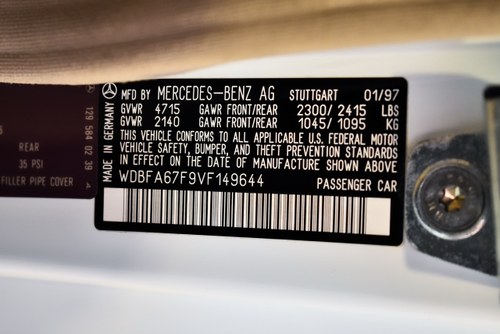 MFD BY MERCEDES-BENZ AG STUTTGART 01/97
GVWR 4715 GAWR FRONT/REAR 2300/2415 LBS
GVWR 2140 GAWR FRONT/REAR 1045/1095 KG
THIS VEHICLE CONFORMS TO ALL APPLICABLE U.S. FEDERAL MOTOR
VEHICLE SAFETY, BUMPER, AND THEFT PREVENTION STANDARDS
IN EFFECT ON THE DATE OF MANUFACTURE SHOWN ABOVE
WDBFA67F9VF149644 PASSENGER CAR
MADE IN GERMANY
129 584 02 39
REAR
35 PSI
FILLER PIPE COVER